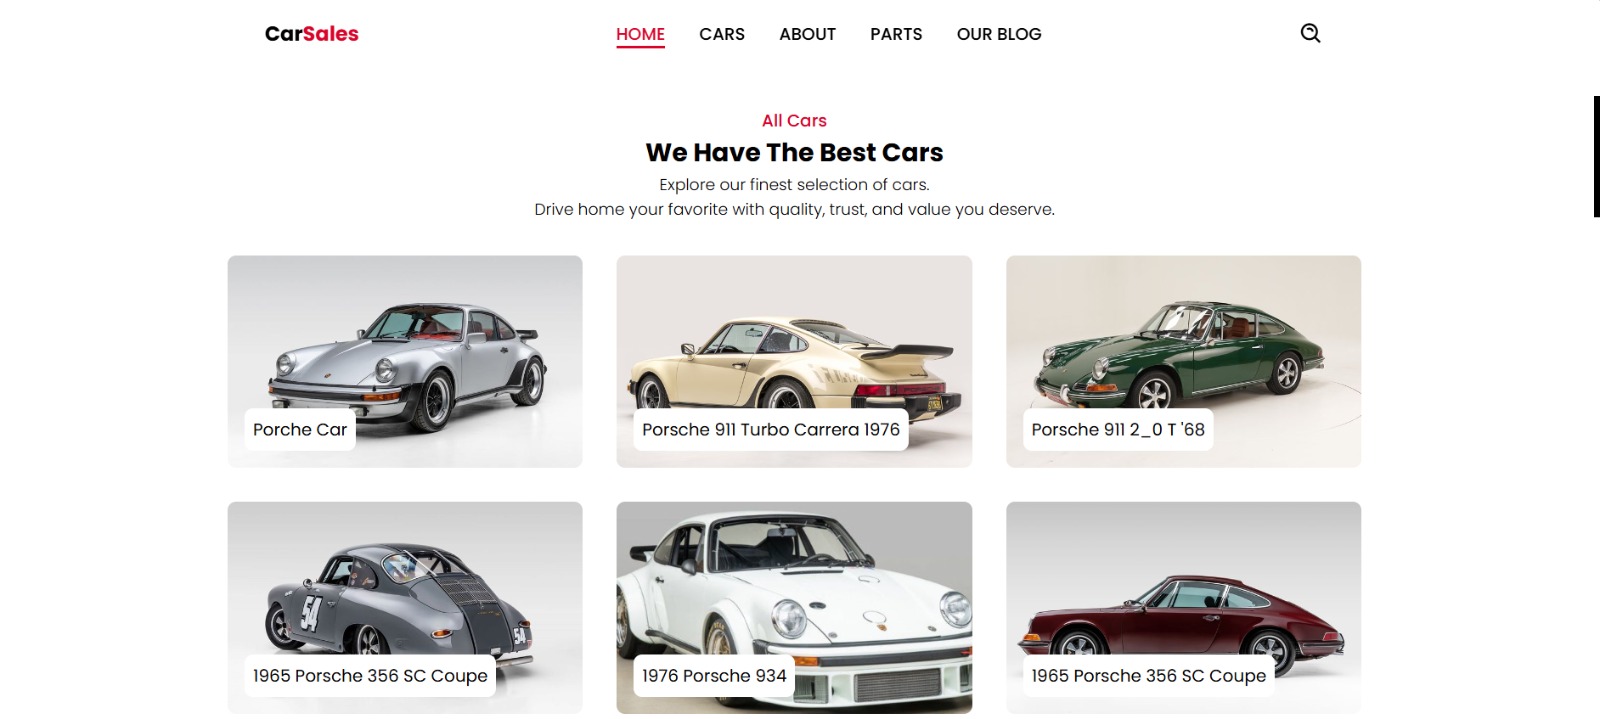 CarSales
HOME CARS ABOUT PARTS OUR BLOG
All Cars
We Have The Best Cars
Explore our finest selection of cars.
Drive home your favorite with quality, trust, and value you deserve.
Porche Car
Porsche 911 Turbo Carrera 1976
Porsche 911 2_0 T '68
54
54
1965 Porsche 356 SC Coupe
1976 Porsche 934
1965 Porsche 356 SC Coupe